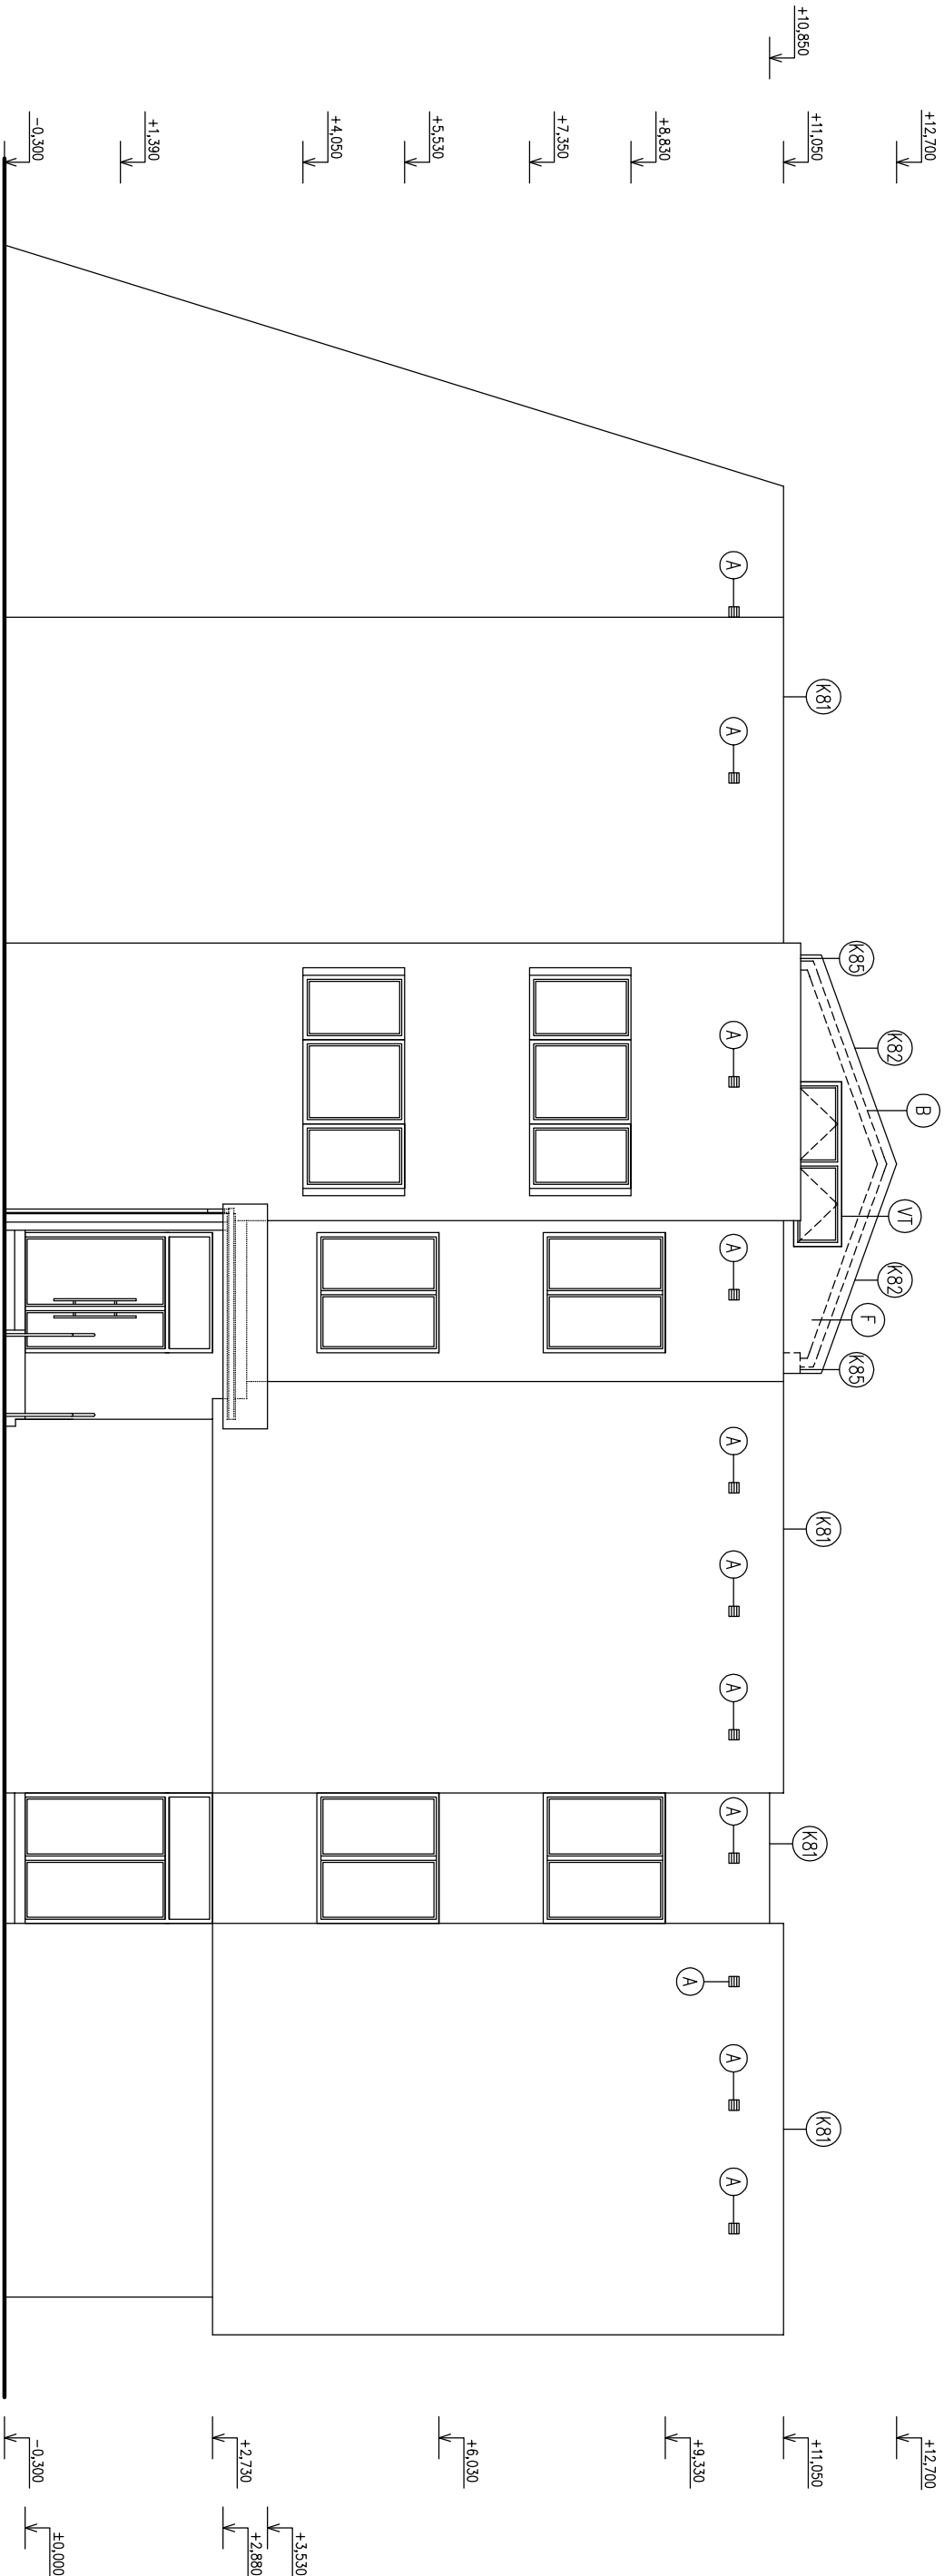 +10,850
+12,700
+11,050
+8,830
+7,350
+5,530
+4,050
+1,390
-0,300
A
K81
A
K85
K82
B
A
VT
K82
A
F
K85
A
K81
A
A
A
K81
A
A
K81
A
+12,700
+11,050
+9,330
+6,030
+2,730
-0,300
+3,530
+2,880
±0,000